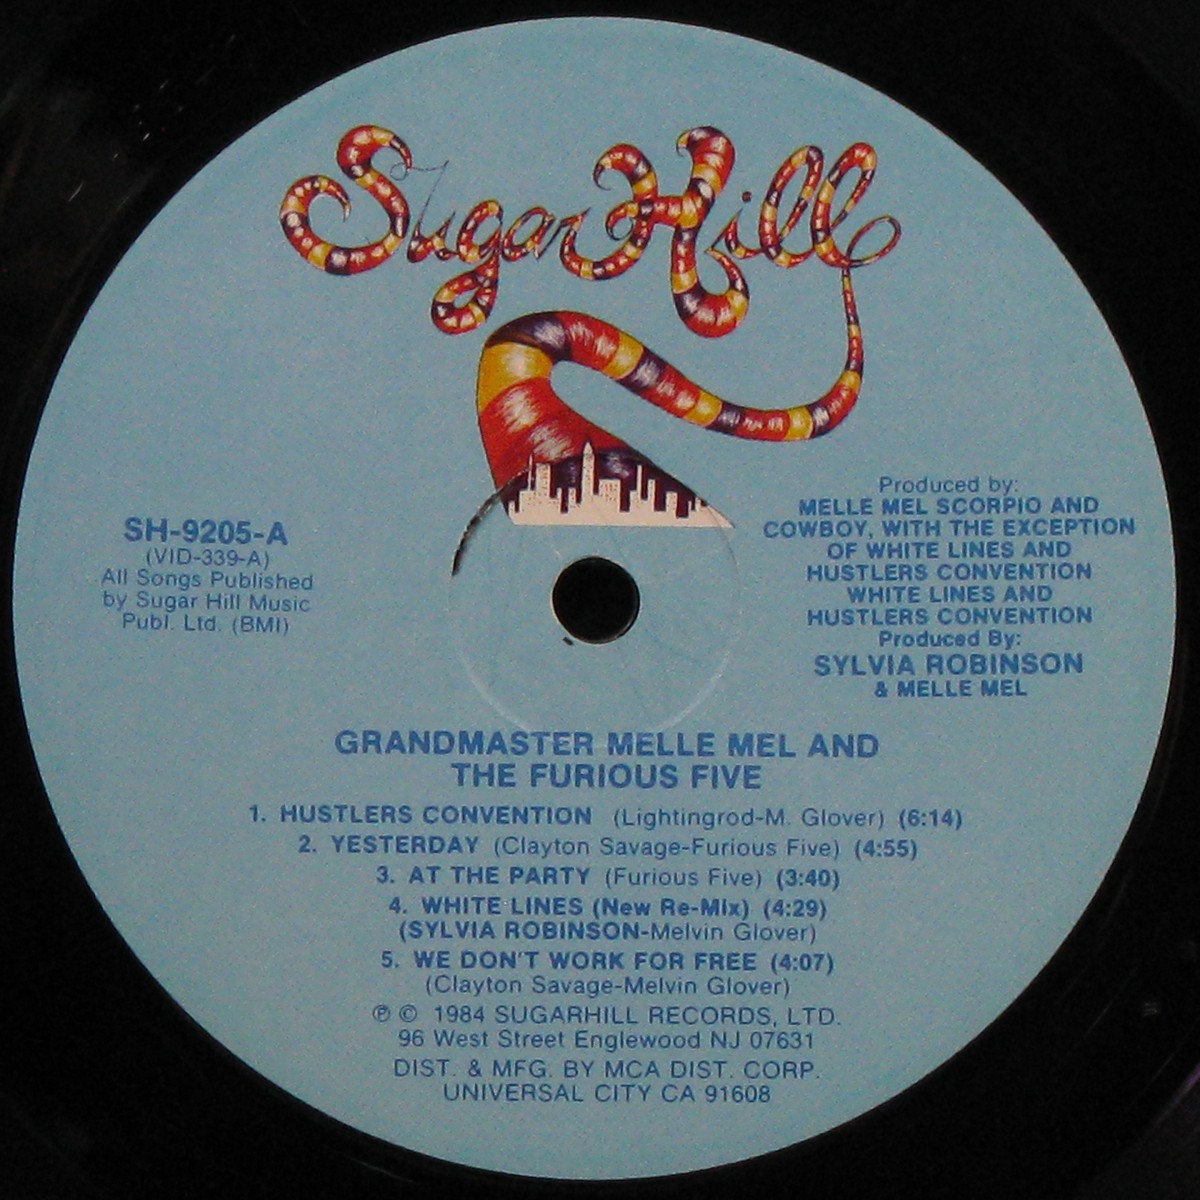 Sugar Hill
SH-9205-A
(VID-339-A)
All Songs Published
by Sugar Hill Music
Publ. Ltd. (BMI)
Produced by:
MELLE MEL SCORPIO AND
COWBOY, WITH THE EXCEPTION
OF WHITE LINES AND
HUSTLERS CONVENTION
WHITE LINES AND
HUSTLERS CONVENTION
Produced By:
SYLVIA ROBINSON
& MELLE MEL
GRANDMASTER MELLE MEL AND
THE FURIOUS FIVE
1. HUSTLERS CONVENTION (Lightingrod-M. Glover) (6:14)
2. YESTERDAY (Clayton Savage-Furious Five) (4:55)
3. AT THE PARTY (Furious Five) (3:40)
4. WHITE LINES (New Re-Mix) (4:29)
(SYLVIA ROBINSON-Melvin Glover)
5. WE DON'T WORK FOR FREE (4:07)
(Clayton Savage-Melvin Glover)
℗ © 1984 SUGARHILL RECORDS, LTD.
96 West Street Englewood NJ 07631
DIST. & MFG. BY MCA DIST. CORP.
UNIVERSAL CITY CA 91608